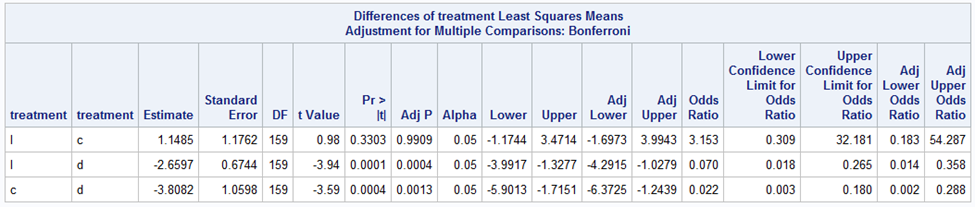 Differences of treatment Least Squares Means
Adjustment for Multiple Comparisons: Bonferroni
treatment treatment Estimate Standard Error DF t Value Pr > |t| Adj P Alpha Lower Upper Adj Lower Adj Upper Odds Ratio Lower Confidence Limit for Odds Ratio Upper Confidence Limit for Odds Ratio Adj Lower Odds Ratio Adj Upper Odds Ratio
l c 1.1485 1.1762 159 0.98 0.3303 0.9909 0.05 -1.1744 3.4714 -1.6973 3.9943 3.153 0.309 32.181 0.183 54.287
l d -2.6597 0.6744 159 -3.94 0.0001 0.0004 0.05 -3.9917 -1.3277 -4.2915 -1.0279 0.070 0.018 0.265 0.014 0.358
c d -3.8082 1.0598 159 -3.59 0.0004 0.0013 0.05 -5.9013 -1.7151 -6.3725 -1.2439 0.022 0.003 0.180 0.002 0.288